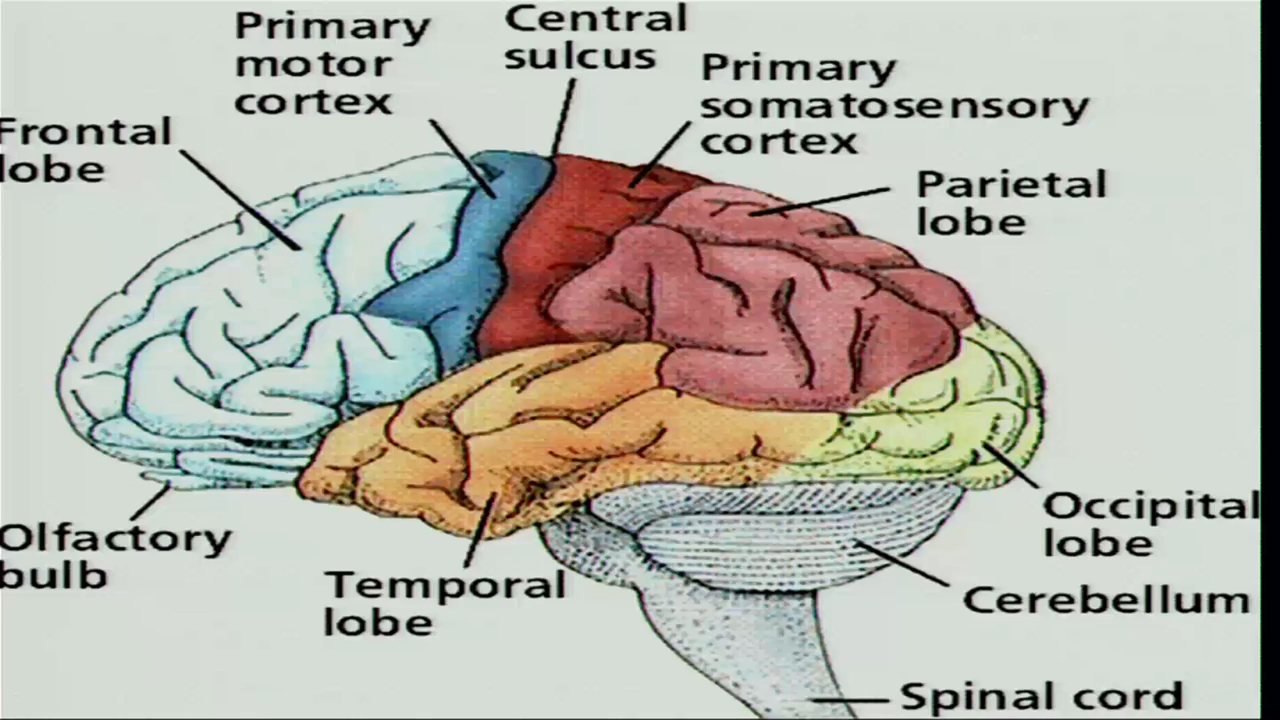 Primary
motor
cortex
Central
sulcus
Primary
somatosensory
cortex
Frontal
lobe
Parietal
lobe
Olfactory
bulb
Temporal
lobe
Occipital
lobe
Cerebellum
Spinal cord